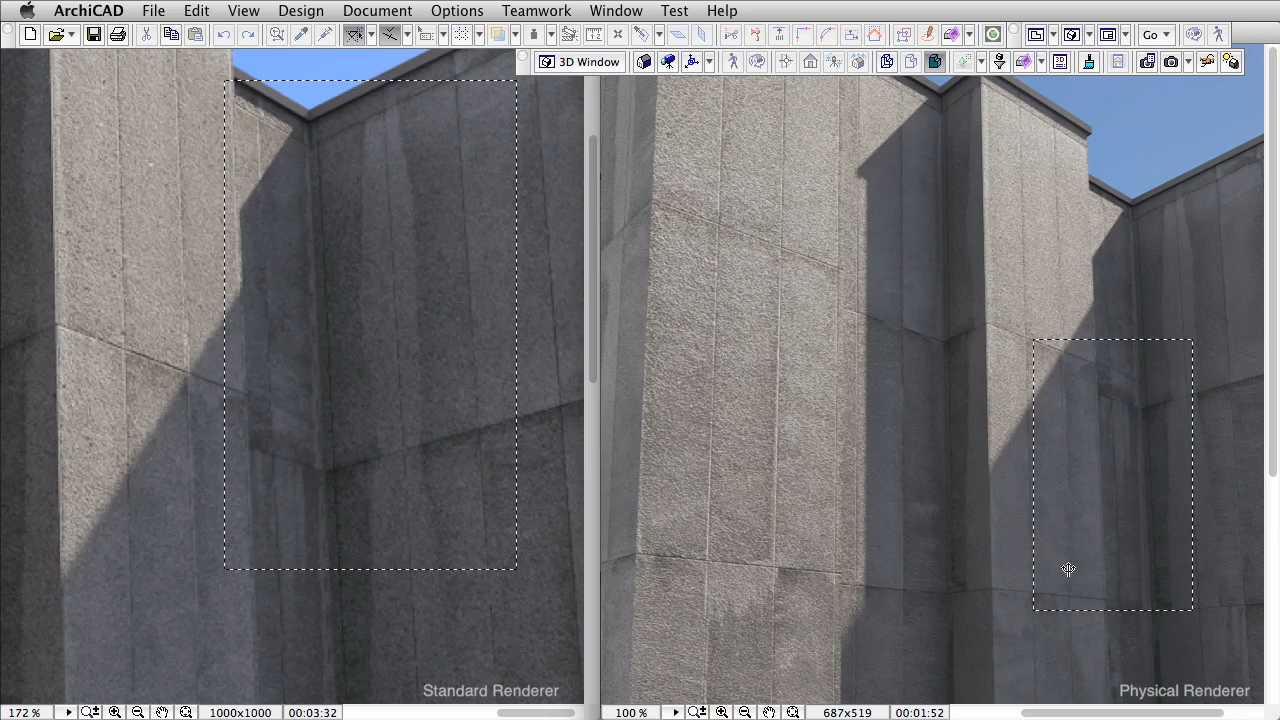 ArchiCAD File Edit View Design Document Options Teamwork Window Test Help
Go
3D Window
3D
Standard Renderer
Physical Renderer
172 % 1000x1000 00:03:32
100 % 687x519 00:01:52